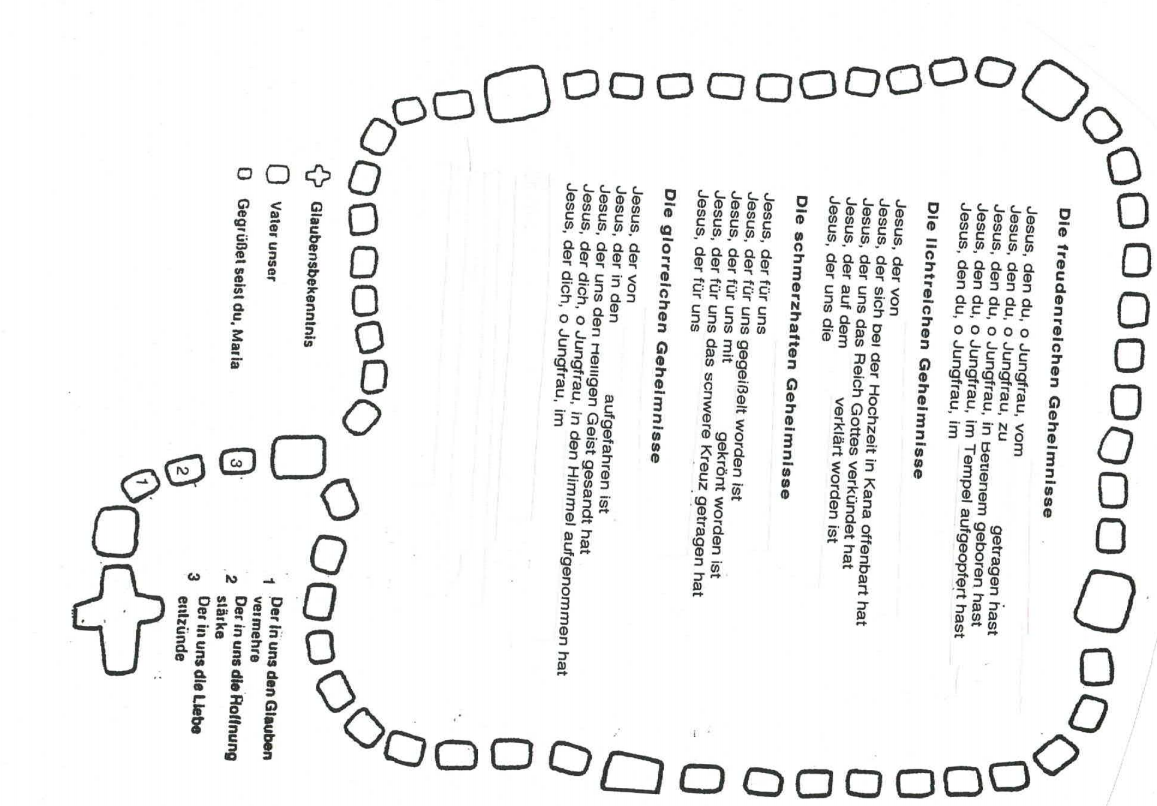 Die freudenreichen Geheimnisse
Jesus, den du, o Jungfrau, vom
Jesus, den du, o Jungfrau, zu getragen hast
Jesus, den du, o Jungfrau, in Betlehem geboren hast
Jesus, den du, o Jungfrau, im Tempel aufgeopfert hast
Jesus, den du, o Jungfrau, im
Die lichtreichen Geheimnisse
Jesus, der von
Jesus, der sich bei der Hochzeit in Kana offenbart hat
Jesus, der uns das Reich Gottes verkündet hat
Jesus, der auf dem verklärt worden ist
Jesus, der uns die
Die schmerzhaften Geheimnisse
Jesus, der für uns
Jesus, der für uns gegeißelt worden ist
Jesus, der für uns mit gekrönt worden ist
Jesus, der für uns das schwere Kreuz getragen hat
Jesus, der für uns
Die glorreichen Geheimnisse
Jesus, der von
Jesus, der in den aufgefahren ist
Jesus, der uns den Heiligen Geist gesandt hat
Jesus, der dich, o Jungfrau, in den Himmel aufgenommen hat
Jesus, der dich, o Jungfrau, im
Glaubensbekenntnis
Vater unser
Gegrüßet seist du, Maria
3
2
1
1 Der in uns den Glauben
vermehre
2 Der in uns die Hoffnung
stärke
3 Der in uns die Liebe
entzünde